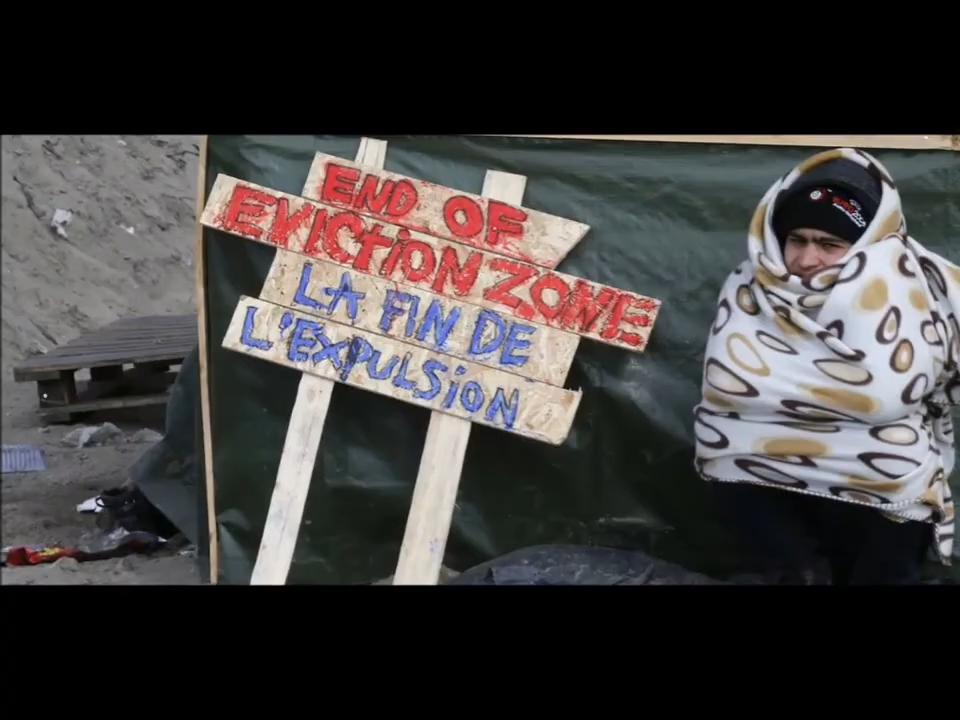 END OF
EVICTION ZONE
LA FIN DE
L'EXPULSION